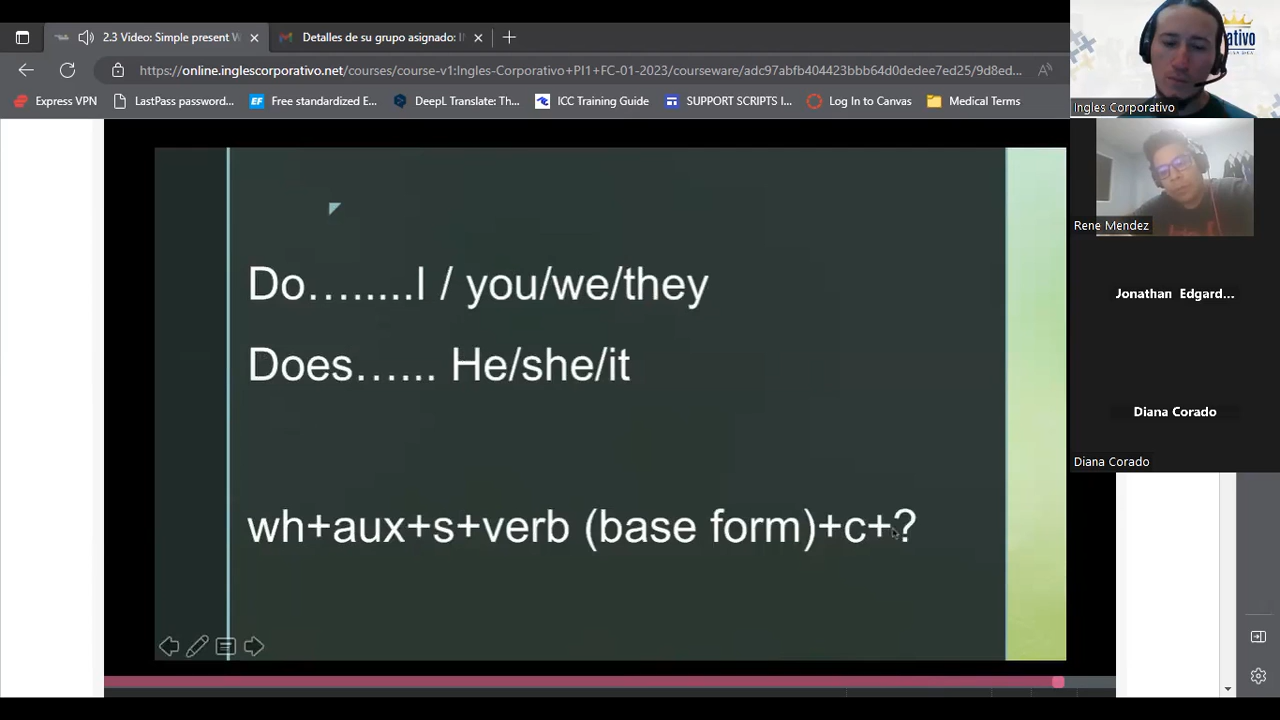 2.3 Video: Simple present W
Detalles de su grupo asignado: I
ativo
https://online.inglescorporativo.net/courses/course-v1:Ingles-Corporativo+PI1+FC-01-2023/courseware/adc97abfb404423bbb64d0dedee7ed25/9d8ed...
Express VPN
LastPass password...
EF Free standardized E...
DeepL Translate: Th...
ICC Training Guide
SUPPORT SCRIPTS I...
Log In to Canvas
Medical Terms
Ingles Corporativo
Rene Mendez
Jonathan Edgard...
Diana Corado
Diana Corado
Do….....I / you/we/they
Does…... He/she/it
wh+aux+s+verb (base form)+c+?